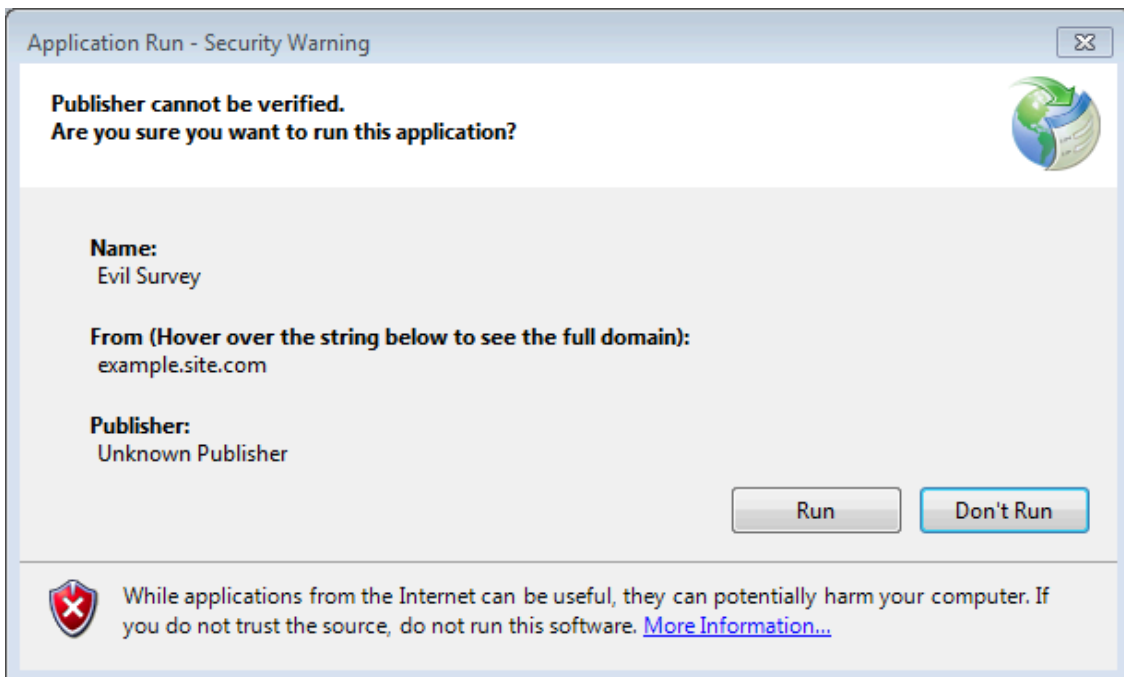 Application Run - Security Warning
Publisher cannot be verified.
Are you sure you want to run this application?
Name:
Evil Survey
From (Hover over the string below to see the full domain):
example.site.com
Publisher:
Unknown Publisher
Run Don't Run
While applications from the Internet can be useful, they can potentially harm your computer. If
you do not trust the source, do not run this software. More Information...